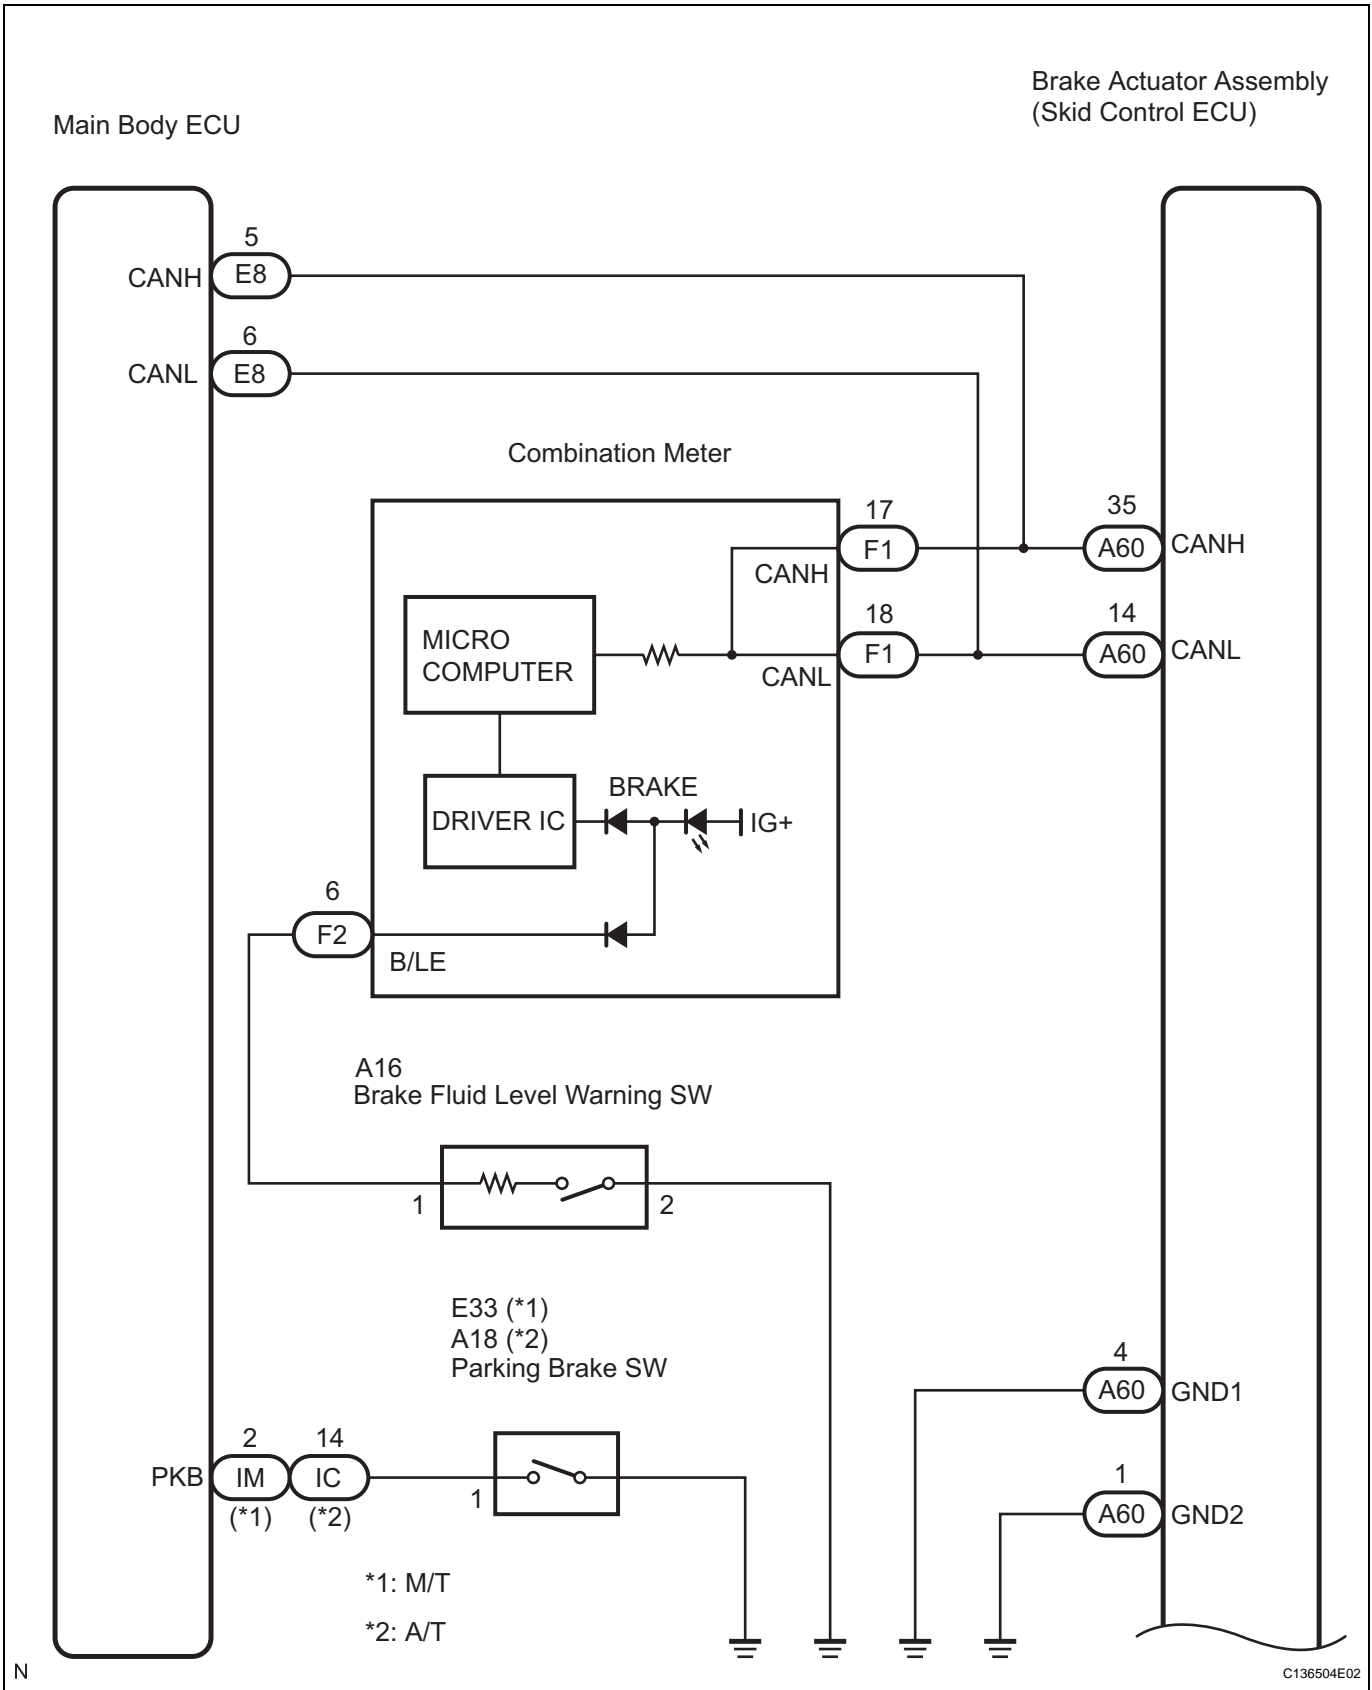 Brake Actuator Assembly
(Skid Control ECU)
Main Body ECU
5
CANH
E8
6
CANL
E8
Combination Meter
17
F1
CANH
35
A60
CANH
18
F1
CANL
14
A60
CANL
MICRO
COMPUTER
BRAKE
DRIVER IC
IG+
6
F2
B/LE
A16
Brake Fluid Level Warning SW
1
2
E33 (*1)
A18 (*2)
Parking Brake SW
4
A60
GND1
2
14
PKB
IM
IC
1
(*1)
(*2)
1
A60
GND2
*1: M/T
*2: A/T
N
C136504E02